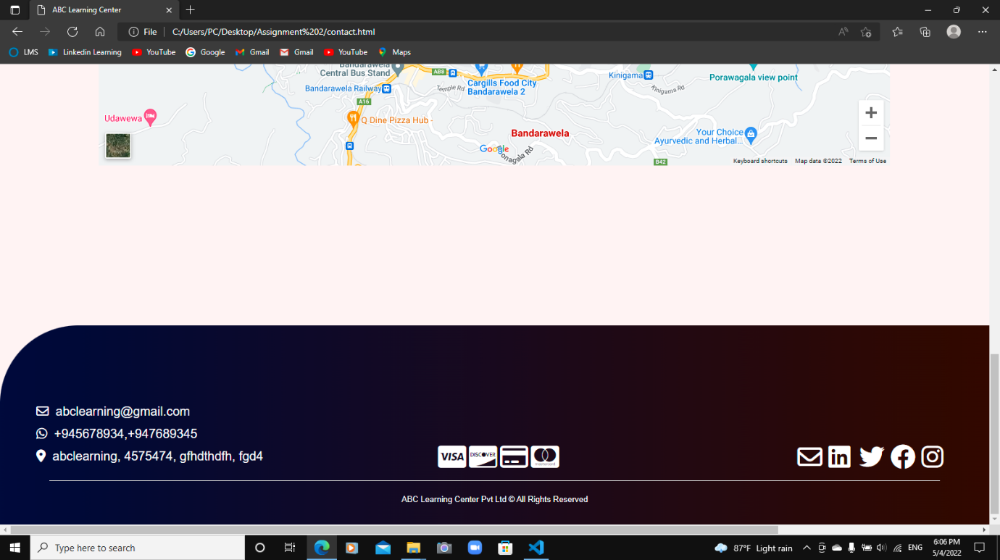 ABC Learning Center
File C:/Users/PC/Desktop/Assignment%202/contact.html
LMS Linkedin Learning YouTube Google Gmail Gmail YouTube Maps
Bandarawela
Central Bus Stand
A88
Cargills Food City
Bandarawela 2
Kinigama
Porawagala view point
Bandarawela Railway
Temple Rd
Kinigama Rd
A16
Udawewa
Q Dine Pizza Hub -
Bandarawela
Your Choice
Ayurvedic and Herbal...
Google
B42
Keyboard shortcuts Map data ©2022 Terms of Use
abclearning@gmail.com
+945678934,+947689345
abclearning, 4575474, gfhdthdfh, fgd4
VISA DISCOVER mastercard
in
ABC Learning Center Pvt Ltd © All Rights Reserved
Type here to search
87°F Light rain
ENG
6:06 PM
5/4/2022